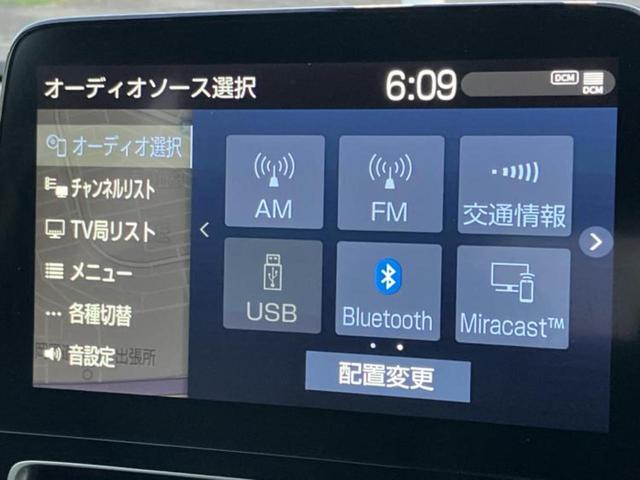 オーディオソース選択 6:09 DCM DCM
オーディオ選択
チャンネルリスト
TV局リスト
メニュー
各種切替
音設定
出張所
AM FM 交通情報
USB Bluetooth Miracast™
配置変更